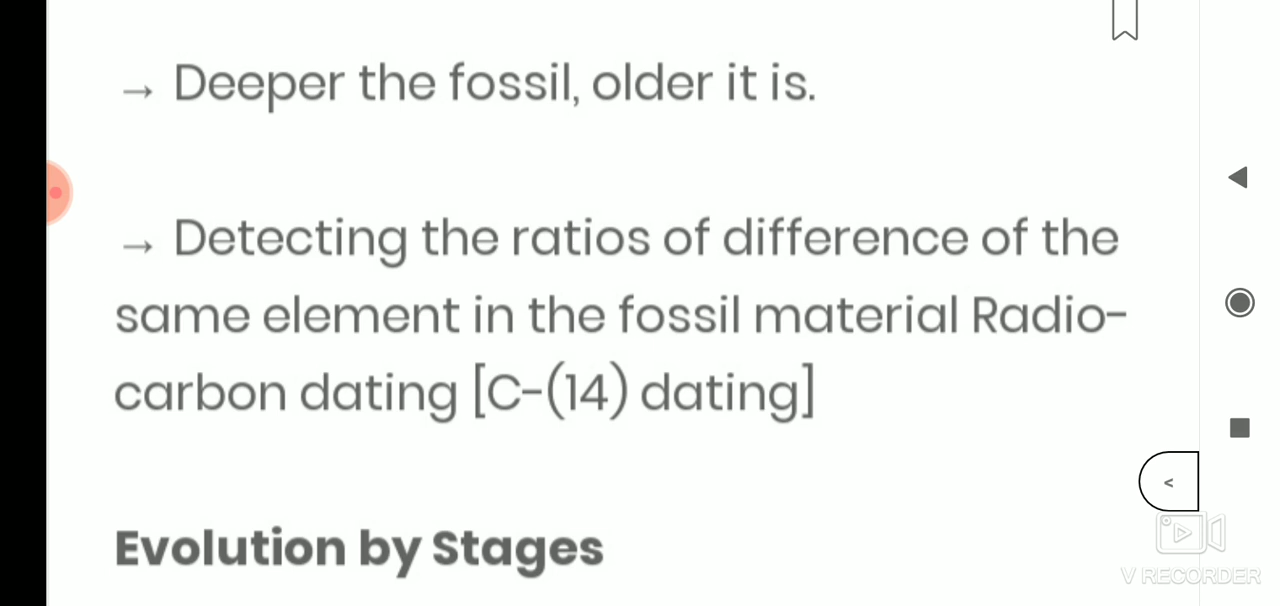 → Deeper the fossil, older it is.
→ Detecting the ratios of difference of the
same element in the fossil material Radio-
carbon dating [C-(14) dating]
<
Evolution by Stages
V RECORDER